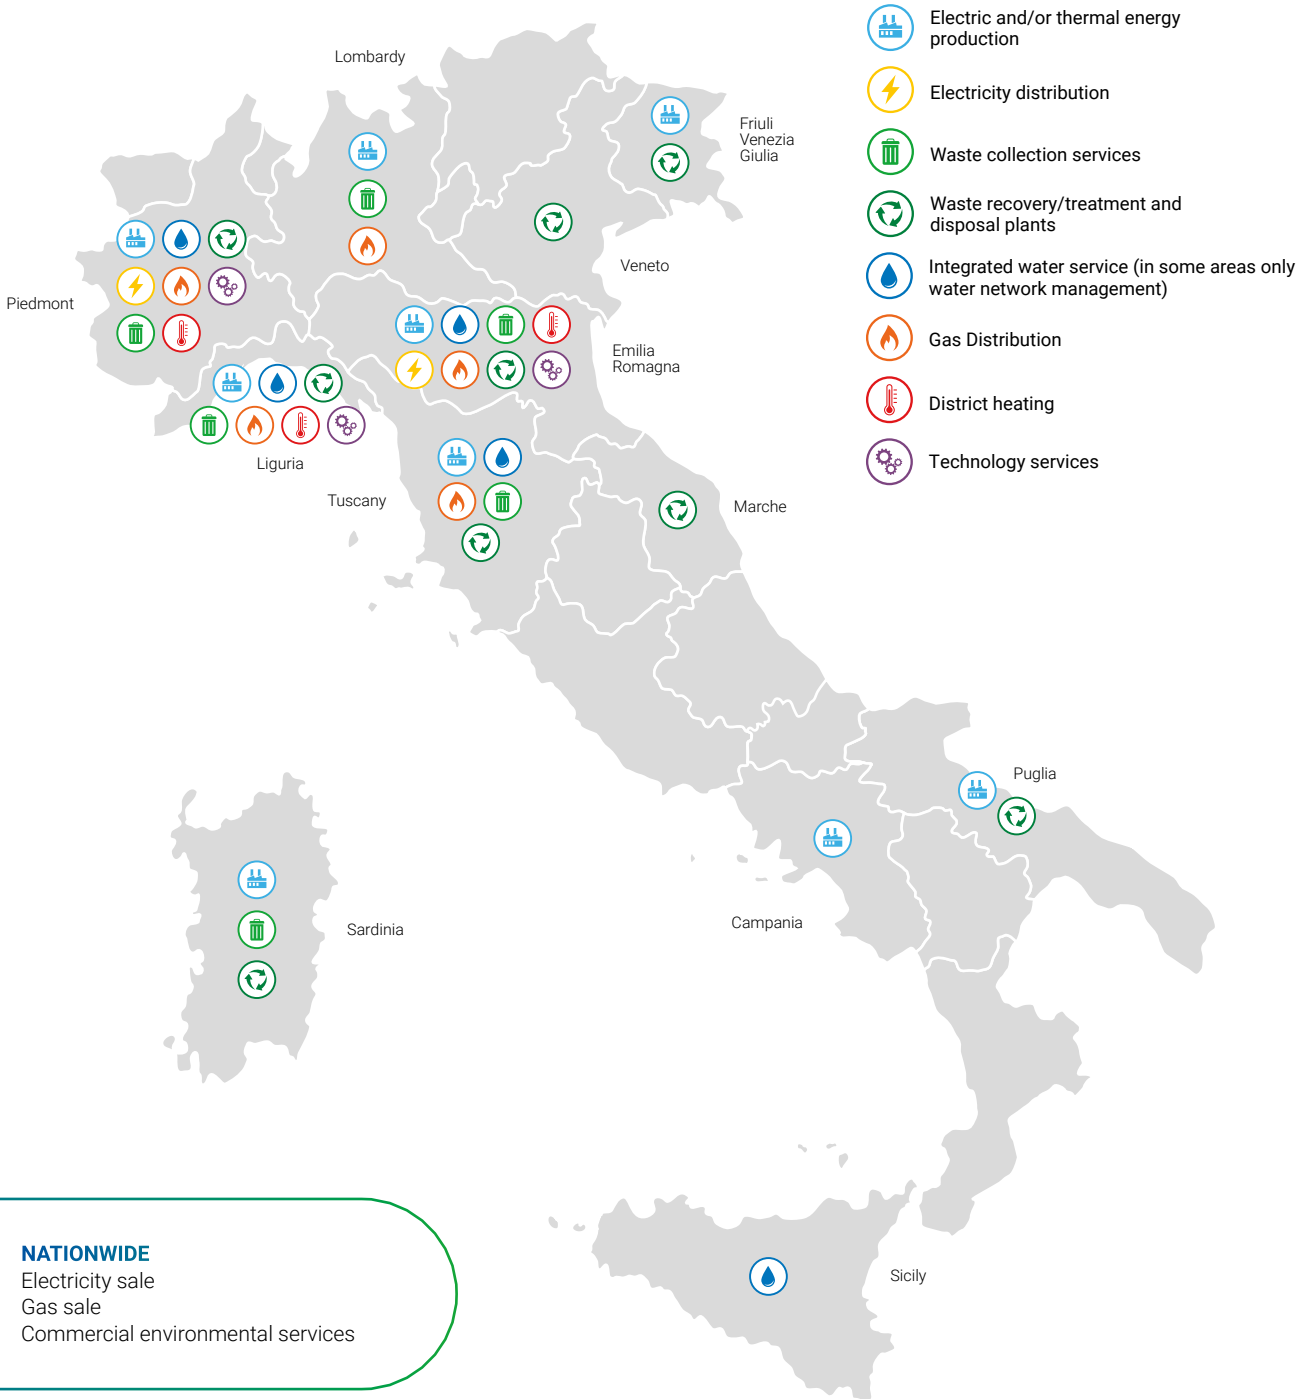 Lombardy
Friuli
Venezia
Giulia
Veneto
Piedmont
Emilia
Romagna
Liguria
Tuscany
Marche
Puglia
Campania
Sardinia
Sicily
Electric and/or thermal energy
production
Electricity distribution
Waste collection services
Waste recovery/treatment and
disposal plants
Integrated water service (in some areas only
water network management)
Gas Distribution
District heating
Technology services
NATIONWIDE
Electricity sale
Gas sale
Commercial environmental services